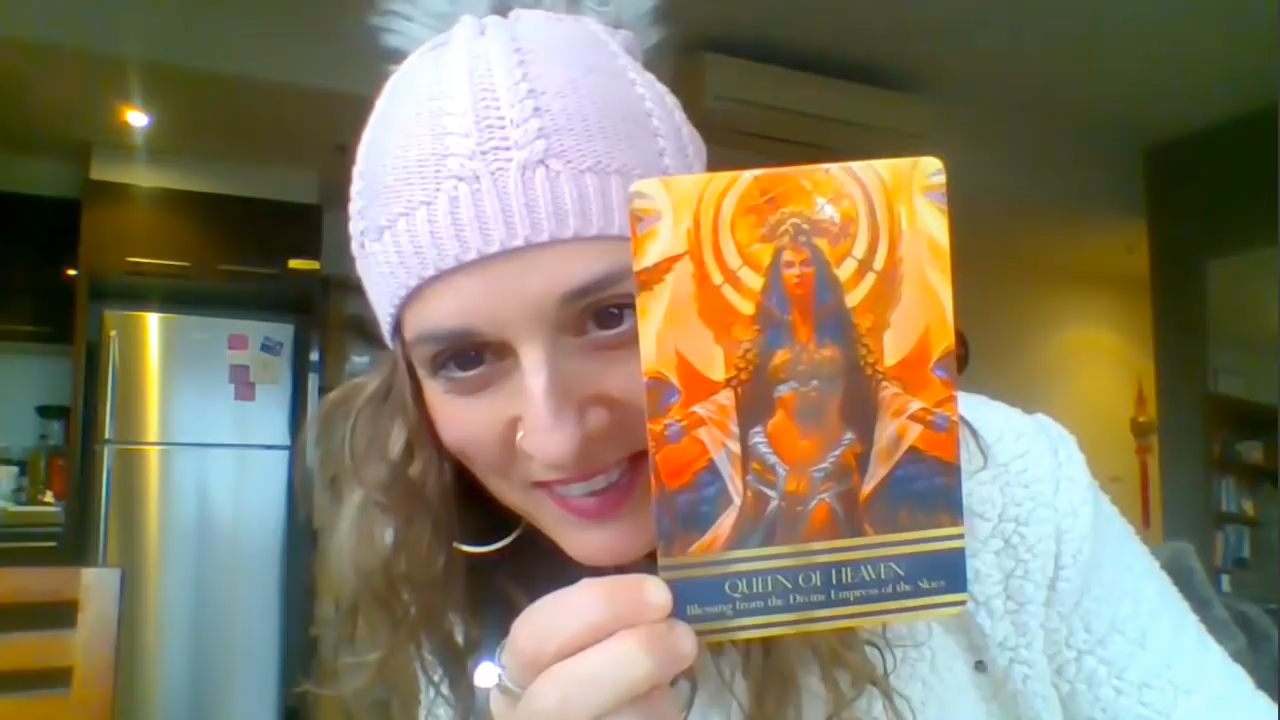 QUEEN OF HEAVEN
Blessing from the Divine Empress of the Skies